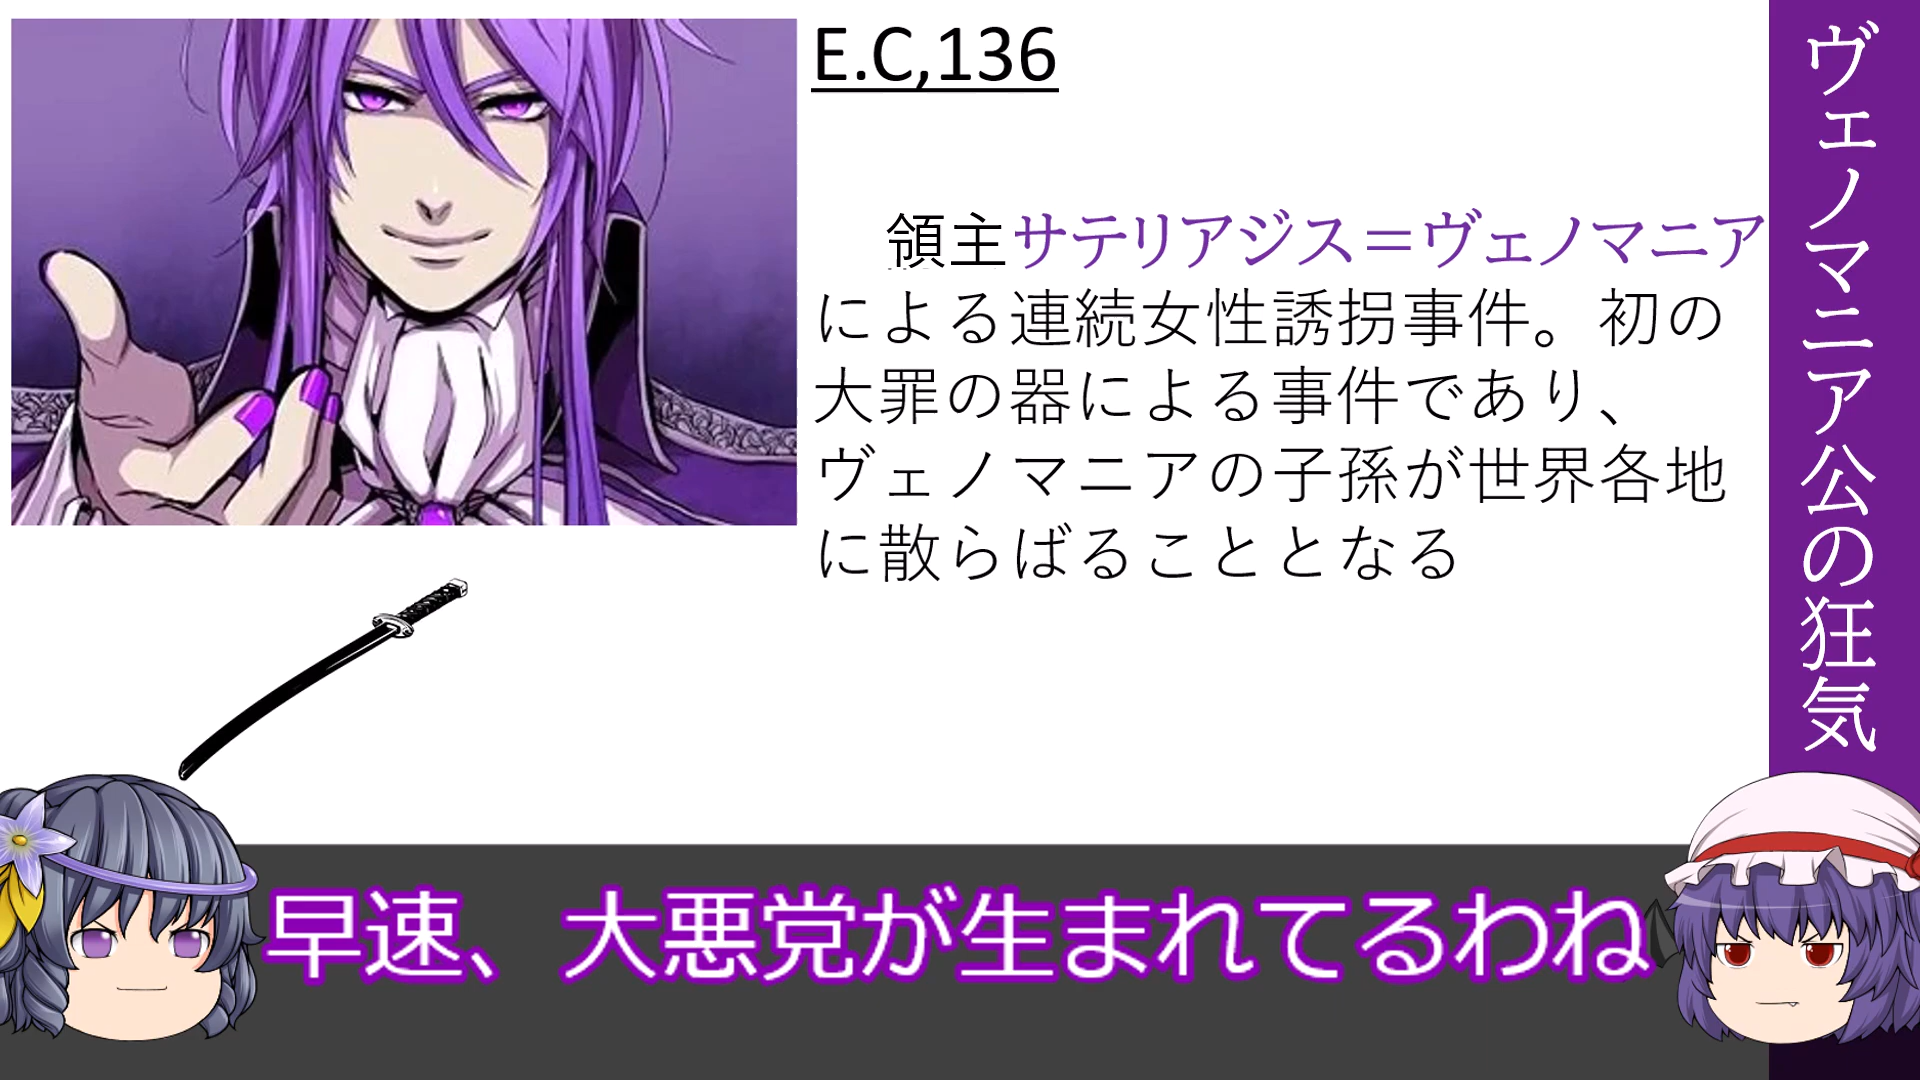 E.C,136
領主サテリアジス＝ヴェノマニア
による連続女性誘拐事件。初の
大罪の器による事件であり、
ヴェノマニアの子孫が世界各地
に散らばることとなる
ヴェノマニア公の狂気
早速、大悪党が生まれてるわね